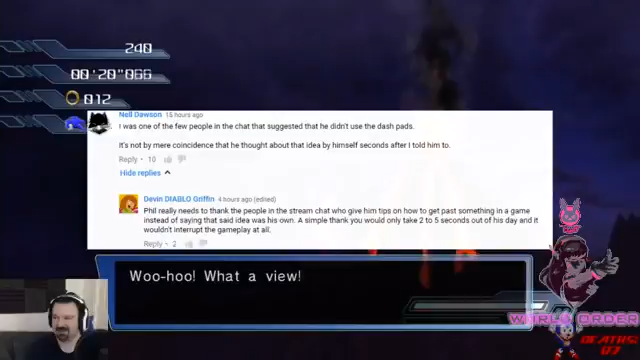 240
00'20"066
012
Nell Dawson 15 hours ago
I was one of the few people in the chat that suggested that he didn't use the dash pads.
It's not by mere coincidence that he thought about that idea by himself seconds after I told him to.
Reply · 10
Hide replies
Devin DIABLO Griffin 4 hours ago (edited)
Phil really needs to thank the people in the stream chat who give him tips on how to get past something in a game
instead of saying that said idea was his own. A simple thank you would only take 2 to 5 seconds out of his day and it
wouldn't interrupt the gameplay at all.
Reply · 2
Woo-hoo! What a view!
WHIRLD ORDER
DEATHS